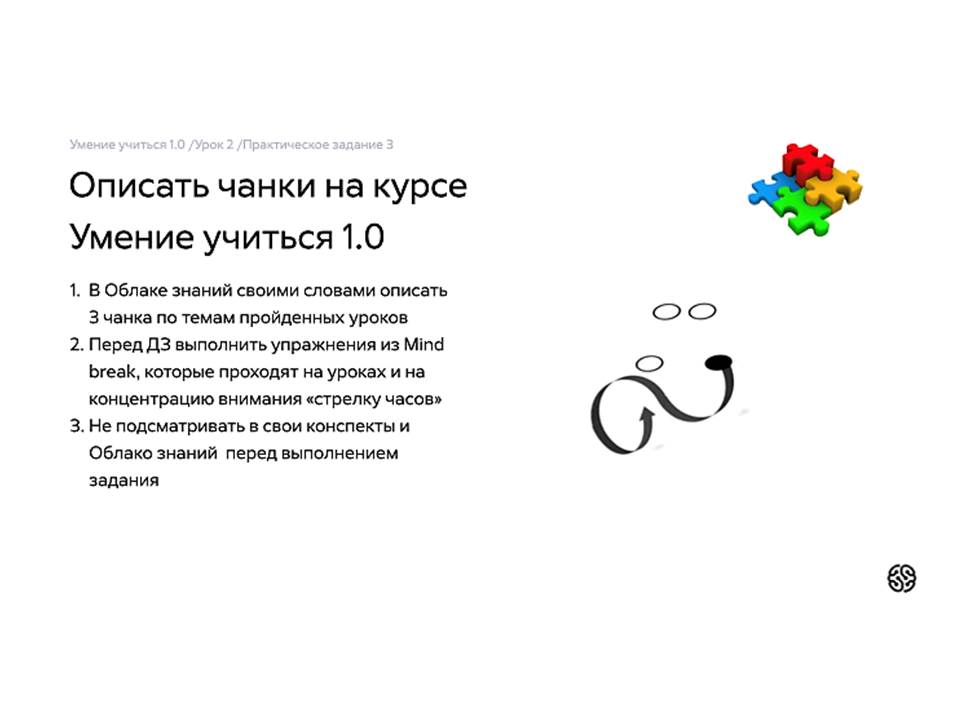 Умение учиться 1.0 /Урок 2 /Практическое задание 3
Описать чанки на курсе
Умение учиться 1.0
1. В Облаке знаний своими словами описать
3 чанка по темам пройденных уроков
2. Перед ДЗ выполнить упражнения из Mind
break, которые проходят на уроках и на
концентрацию внимания «стрелку часов»
3. Не подсматривать в свои конспекты и
Облако знаний перед выполнением
задания